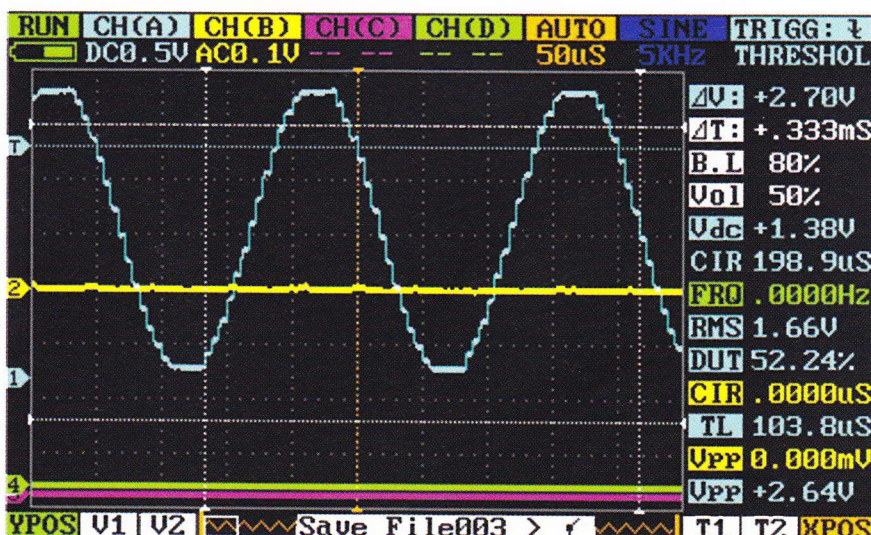 RUN CH(A) CH(B) CH(C) CH(D) AUTO SINE TRIGG:
DC0.5V AC0.1V -- -- -- -- 50uS 5KHz THRESHOL
⊿V: +2.70V
⊿T: +.333mS
T
B.L 80%
Vol 50%
Vdc +1.38V
CIR 198.9uS
2
FRQ .0000Hz
RMS 1.66V
DUT 52.24%
1
CIR .0000uS
TL 103.8uS
Vpp 0.000mV
4
Vpp +2.64V
YPOS V1 V2 Save File003 > T1 T2 XPOS